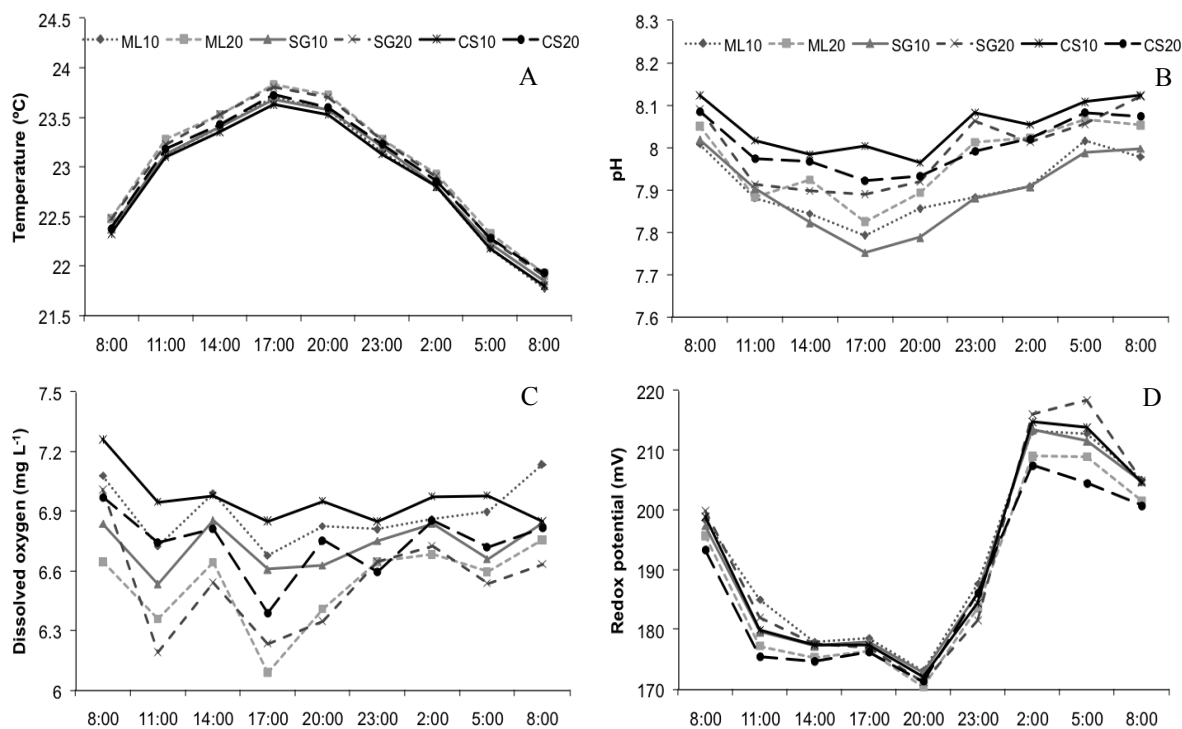 A
Temperature (ºC)
24.5
24
23.5
23
22.5
22
21.5
ML10 ML20 SG10 SG20 CS10 CS20
8:00 11:00 14:00 17:00 20:00 23:00 2:00 5:00 8:00
B
pH
8.3
8.2
8.1
8
7.9
7.8
7.7
7.6
ML10 ML20 SG10 SG20 CS10 CS20
8:00 11:00 14:00 17:00 20:00 23:00 2:00 5:00 8:00
C
Dissolved oxygen (mg L⁻¹)
7.5
7.2
6.9
6.6
6.3
6
8:00 11:00 14:00 17:00 20:00 23:00 2:00 5:00 8:00
D
Redox potential (mV)
220
210
200
190
180
170
8:00 11:00 14:00 17:00 20:00 23:00 2:00 5:00 8:00